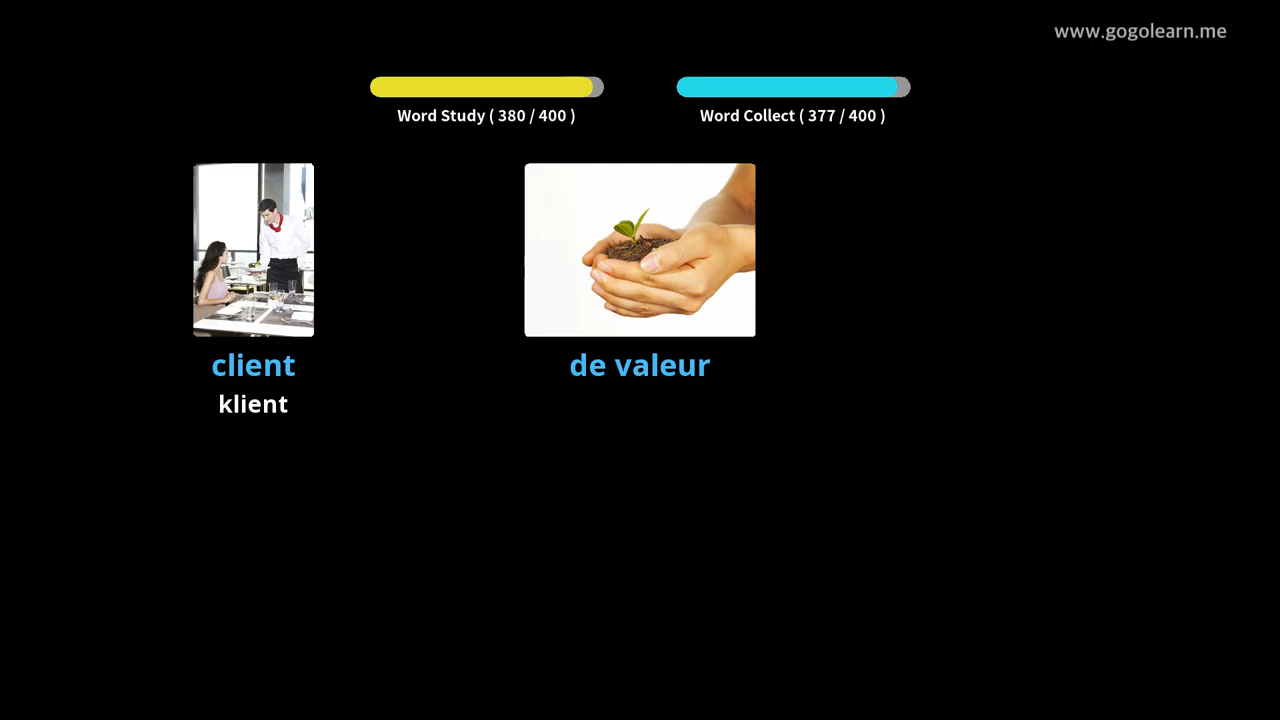 www.gogolearn.me
Word Study ( 380 / 400 )
Word Collect ( 377 / 400 )
client
de valeur
klient